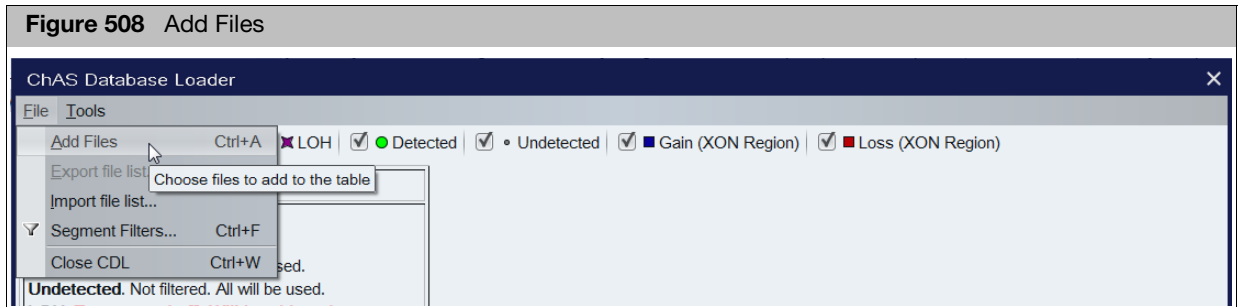 Figure 508 Add Files
ChAS Database Loader
File Tools
Add Files Ctrl+A
LOH Detected Undetected Gain (XON Region) Loss (XON Region)
Export file list
Choose files to add to the table
Import file list...
Segment Filters... Ctrl+F
Close CDL Ctrl+W
sed.
Undetected. Not filtered. All will be used.